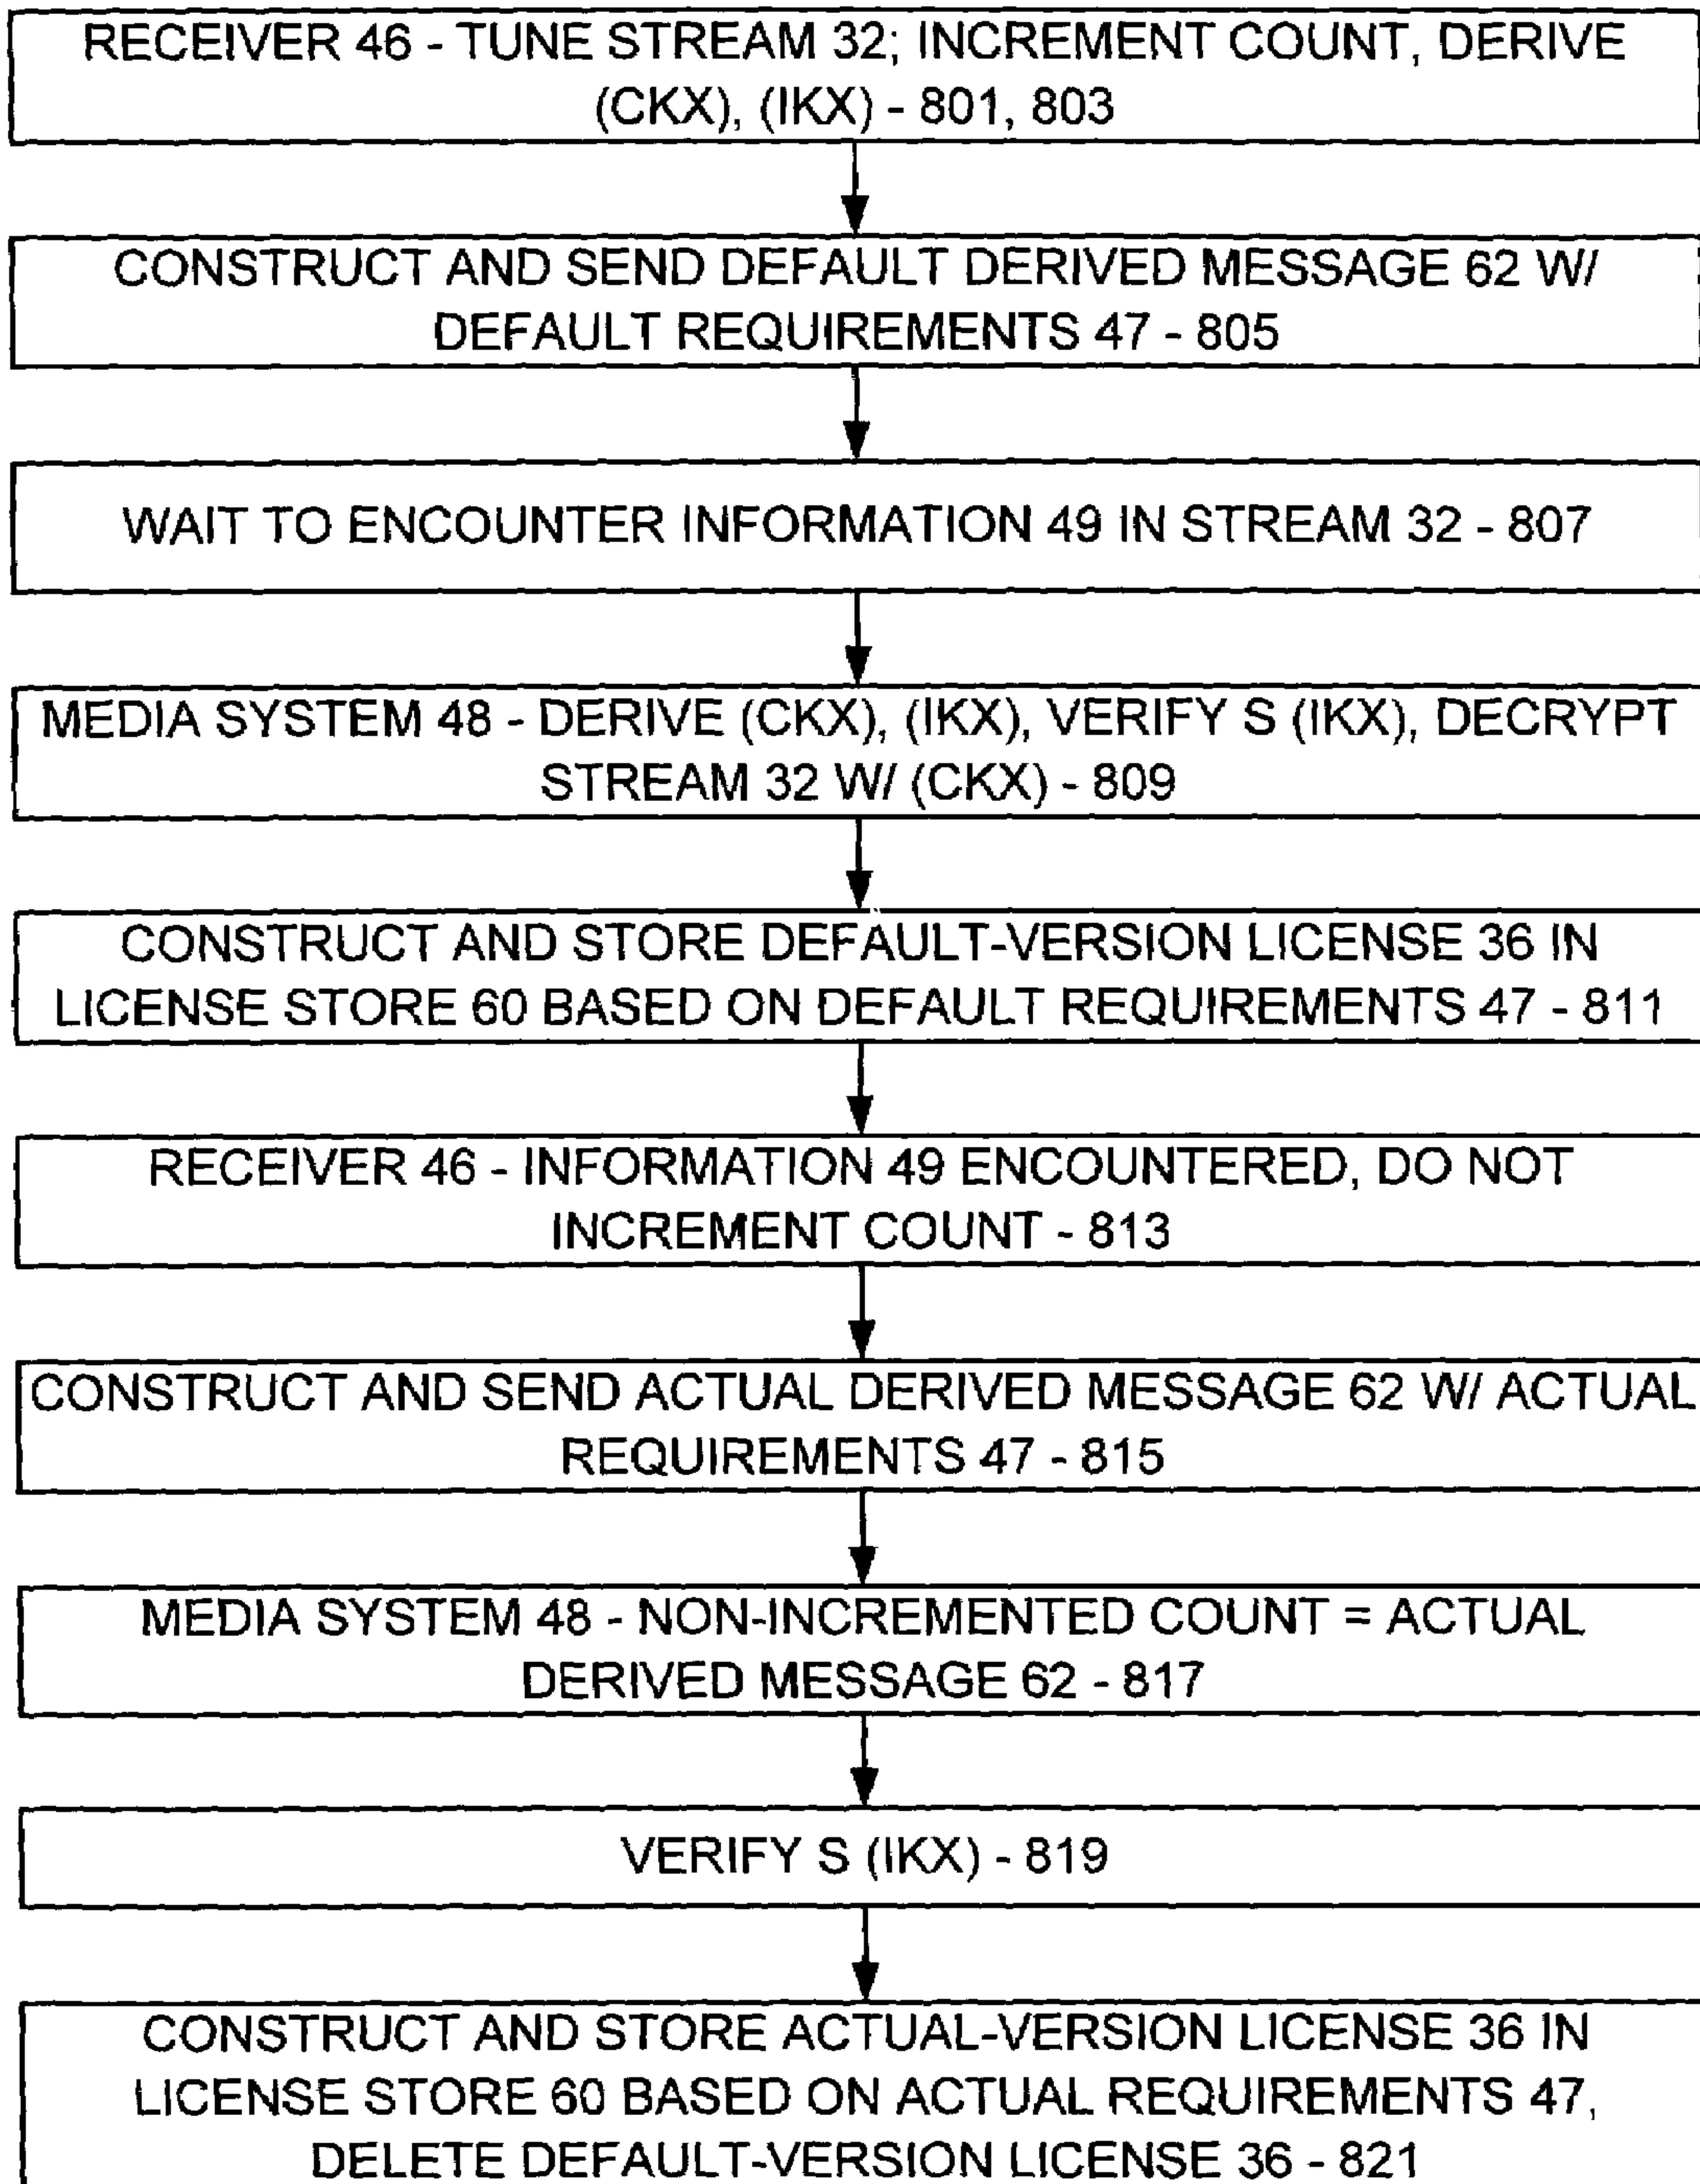 RECEIVER 46 - TUNE STREAM 32; INCREMENT COUNT, DERIVE
(CKX), (IKX) - 801, 803
CONSTRUCT AND SEND DEFAULT DERIVED MESSAGE 62 W/
DEFAULT REQUIREMENTS 47 - 805
WAIT TO ENCOUNTER INFORMATION 49 IN STREAM 32 - 807
MEDIA SYSTEM 48 - DERIVE (CKX), (IKX), VERIFY S (IKX), DECRYPT
STREAM 32 W/ (CKX) - 809
CONSTRUCT AND STORE DEFAULT-VERSION LICENSE 36 IN
LICENSE STORE 60 BASED ON DEFAULT REQUIREMENTS 47 - 811
RECEIVER 46 - INFORMATION 49 ENCOUNTERED, DO NOT
INCREMENT COUNT - 813
CONSTRUCT AND SEND ACTUAL DERIVED MESSAGE 62 W/ ACTUAL
REQUIREMENTS 47 - 815
MEDIA SYSTEM 48 - NON-INCREMENTED COUNT = ACTUAL
DERIVED MESSAGE 62 - 817
VERIFY S (IKX) - 819
CONSTRUCT AND STORE ACTUAL-VERSION LICENSE 36 IN
LICENSE STORE 60 BASED ON ACTUAL REQUIREMENTS 47,
DELETE DEFAULT-VERSION LICENSE 36 - 821